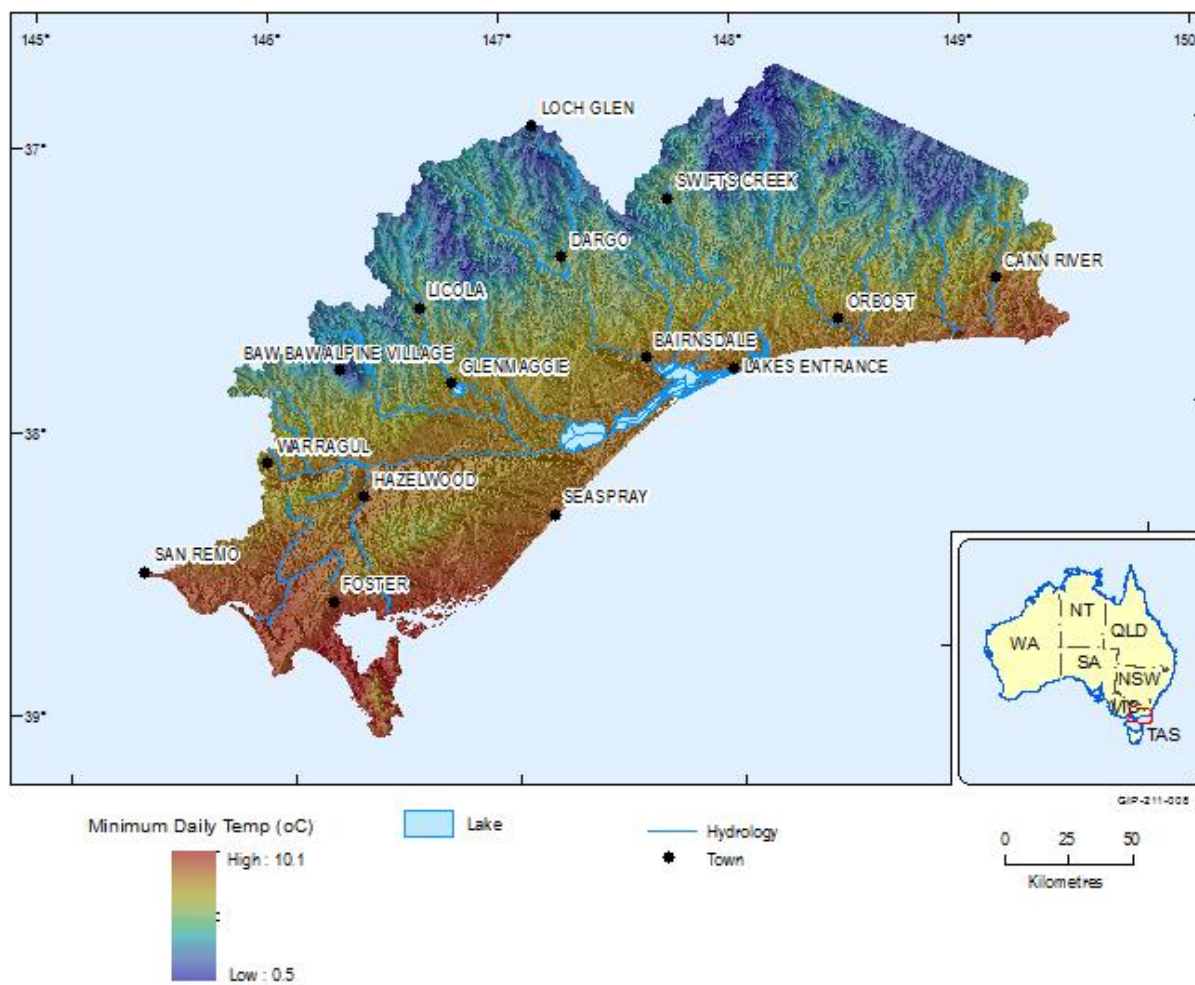 145° 146° 147° 148° 149° 150°
LOCH GLEN
37°
SWIFTS CREEK
DARGO
CANN RIVER
LICOLA
ORBOST
BAIRNSDALE
BAW BAW ALPINE VILLAGE
GLENMAGGIE
LAKES ENTRANCE
38°
WARRAGUL
HAZELWOOD
SEASPRAY
SAN REMO
FOSTER
NT
QLD
WA
SA
NSW
VIC
39°
TAS
GIP-211-008
Minimum Daily Temp (oC)
Lake
Hydrology
Town
High : 10.1
Low : 0.5
0 25 50
Kilometres